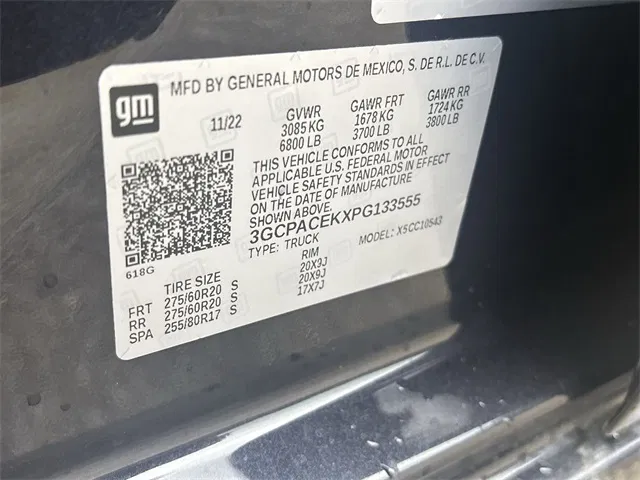 MFD BY GENERAL MOTORS DE MEXICO, S. DE R.L. DE C.V.
gm
11/22
GVWR GAWR FRT GAWR RR
3085 KG 1678 KG 1724 KG
6800 LB 3700 LB 3800 LB
THIS VEHICLE CONFORMS TO ALL
APPLICABLE U.S. FEDERAL MOTOR
VEHICLE SAFETY STANDARDS IN EFFECT
ON THE DATE OF MANUFACTURE
SHOWN ABOVE.
3GCPACEKXPG133555
TYPE: TRUCK MODEL: XSCC10543
618G
TIRE SIZE RIM
FRT 275/60R20 S 20X9J
RR 275/60R20 S 20X9J
SPA 255/80R17 S 17X7J